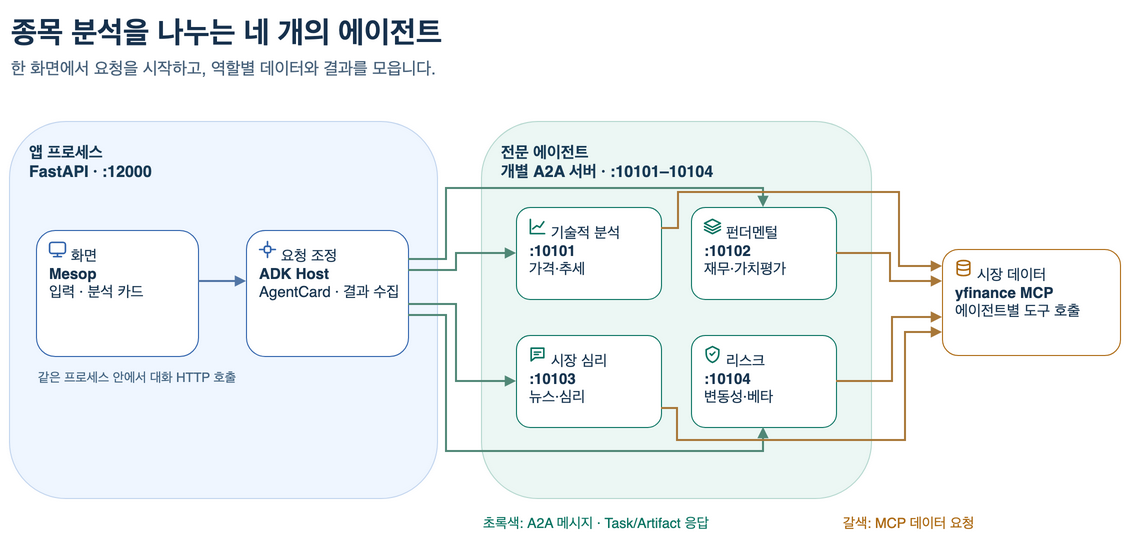 종목 분석을 나누는 네 개의 에이전트
한 화면에서 요청을 시작하고, 역할별 데이터와 결과를 모읍니다.
앱 프로세스
FastAPI · :12000
화면
Mesop
입력 · 분석 카드
요청 조정
ADK Host
AgentCard · 결과 수집
같은 프로세스 안에서 대화 HTTP 호출
전문 에이전트
개별 A2A 서버 · :10101–10104
기술적 분석
:10101
가격·추세
펀더멘털
:10102
재무·가치평가
시장 심리
:10103
뉴스·심리
리스크
:10104
변동성·베타
시장 데이터
yfinance MCP
에이전트별 도구 호출
초록색: A2A 메시지 · Task/Artifact 응답
갈색: MCP 데이터 요청